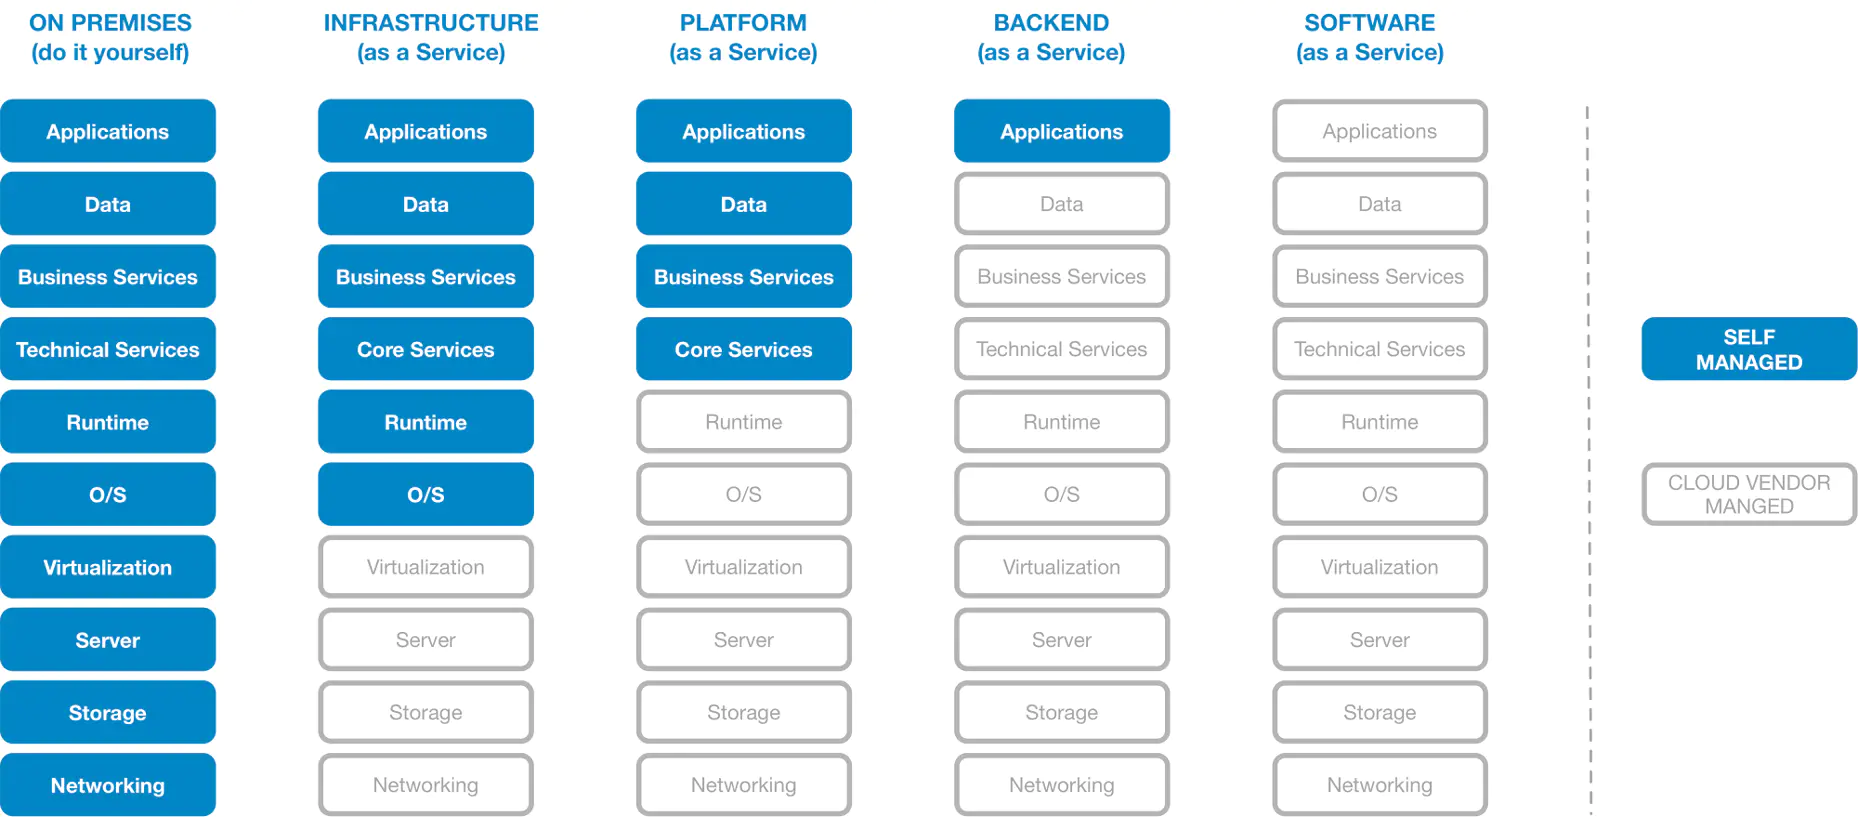 ON PREMISES
(do it yourself)
INFRASTRUCTURE
(as a Service)
PLATFORM
(as a Service)
BACKEND
(as a Service)
SOFTWARE
(as a Service)
Applications
Applications
Applications
Applications
Applications
Data
Data
Data
Data
Data
Business Services
Business Services
Business Services
Business Services
Business Services
Technical Services
Core Services
Core Services
Technical Services
Technical Services
Runtime
Runtime
Runtime
Runtime
Runtime
O/S
O/S
O/S
O/S
O/S
Virtualization
Virtualization
Virtualization
Virtualization
Virtualization
Server
Server
Server
Server
Server
Storage
Storage
Storage
Storage
Storage
Networking
Networking
Networking
Networking
Networking
SELF
MANAGED
CLOUD VENDOR
MANGED